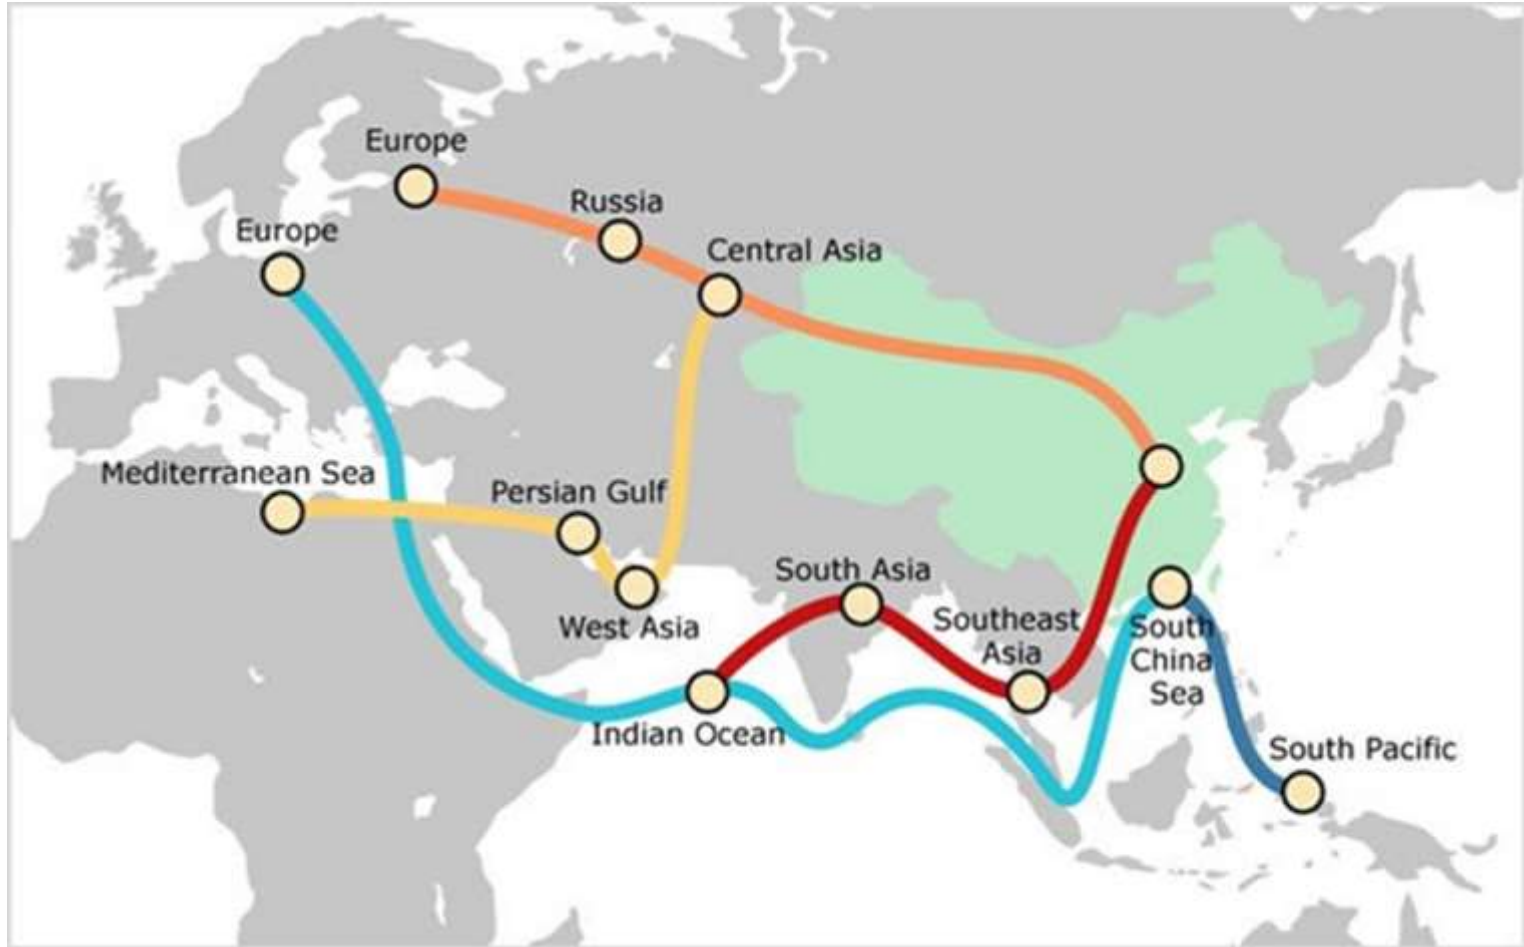 Europe
Russia
Europe
Central Asia
Mediterranean Sea
Persian Gulf
South Asia
West Asia
Southeast
Asia
South
China
Sea
Indian Ocean
South Pacific